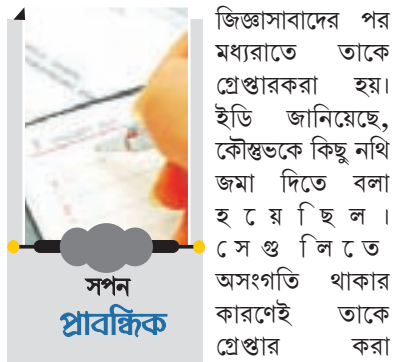 জিজ্ঞাসাবাদের পর
মধ্যরাতে তাকে
গ্রেপ্তারকরা হয়।
ইডি জানিয়েছে,
কৌস্তুভকে কিছু নথি
জমা দিতে বলা
হয়েছিল।
সেগুলিতে
অসংগতি থাকার
কারণেই তাকে
গ্রেপ্তার করা
সপন
প্রাবন্ধিক